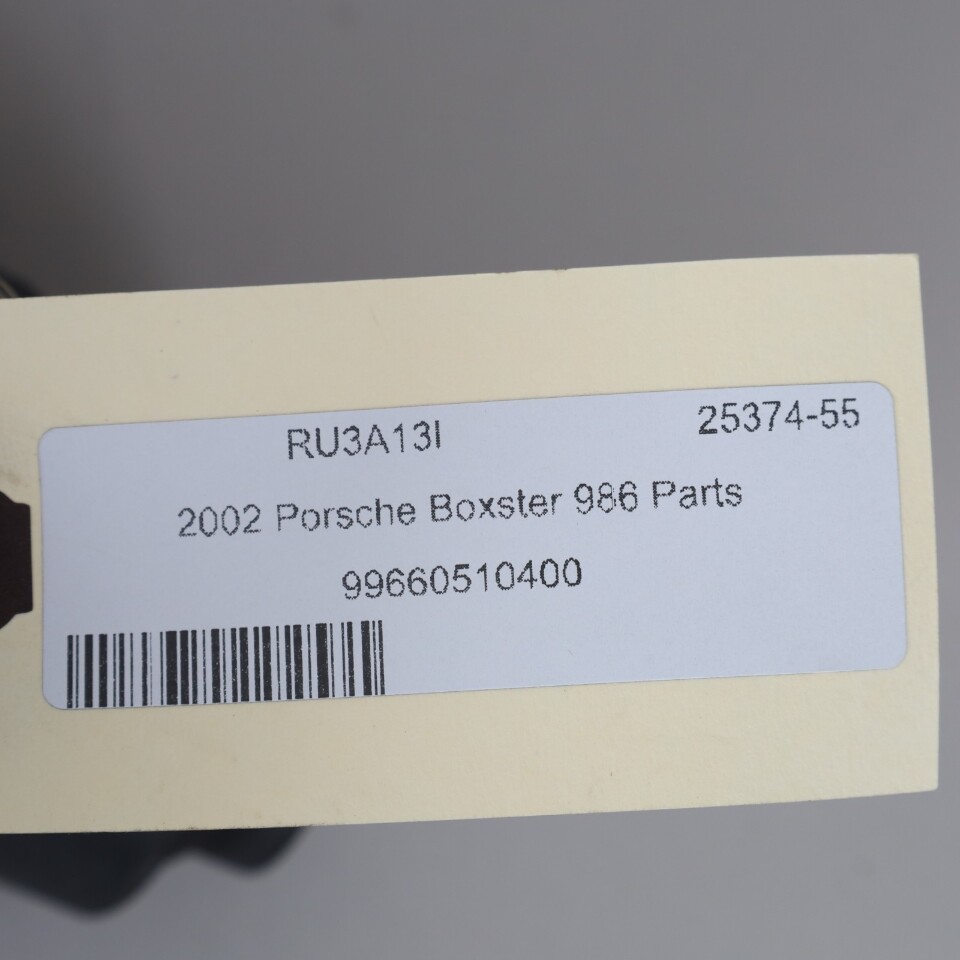 RU3A13I 25374-55
2002 Porsche Boxster 986 Parts
99660510400